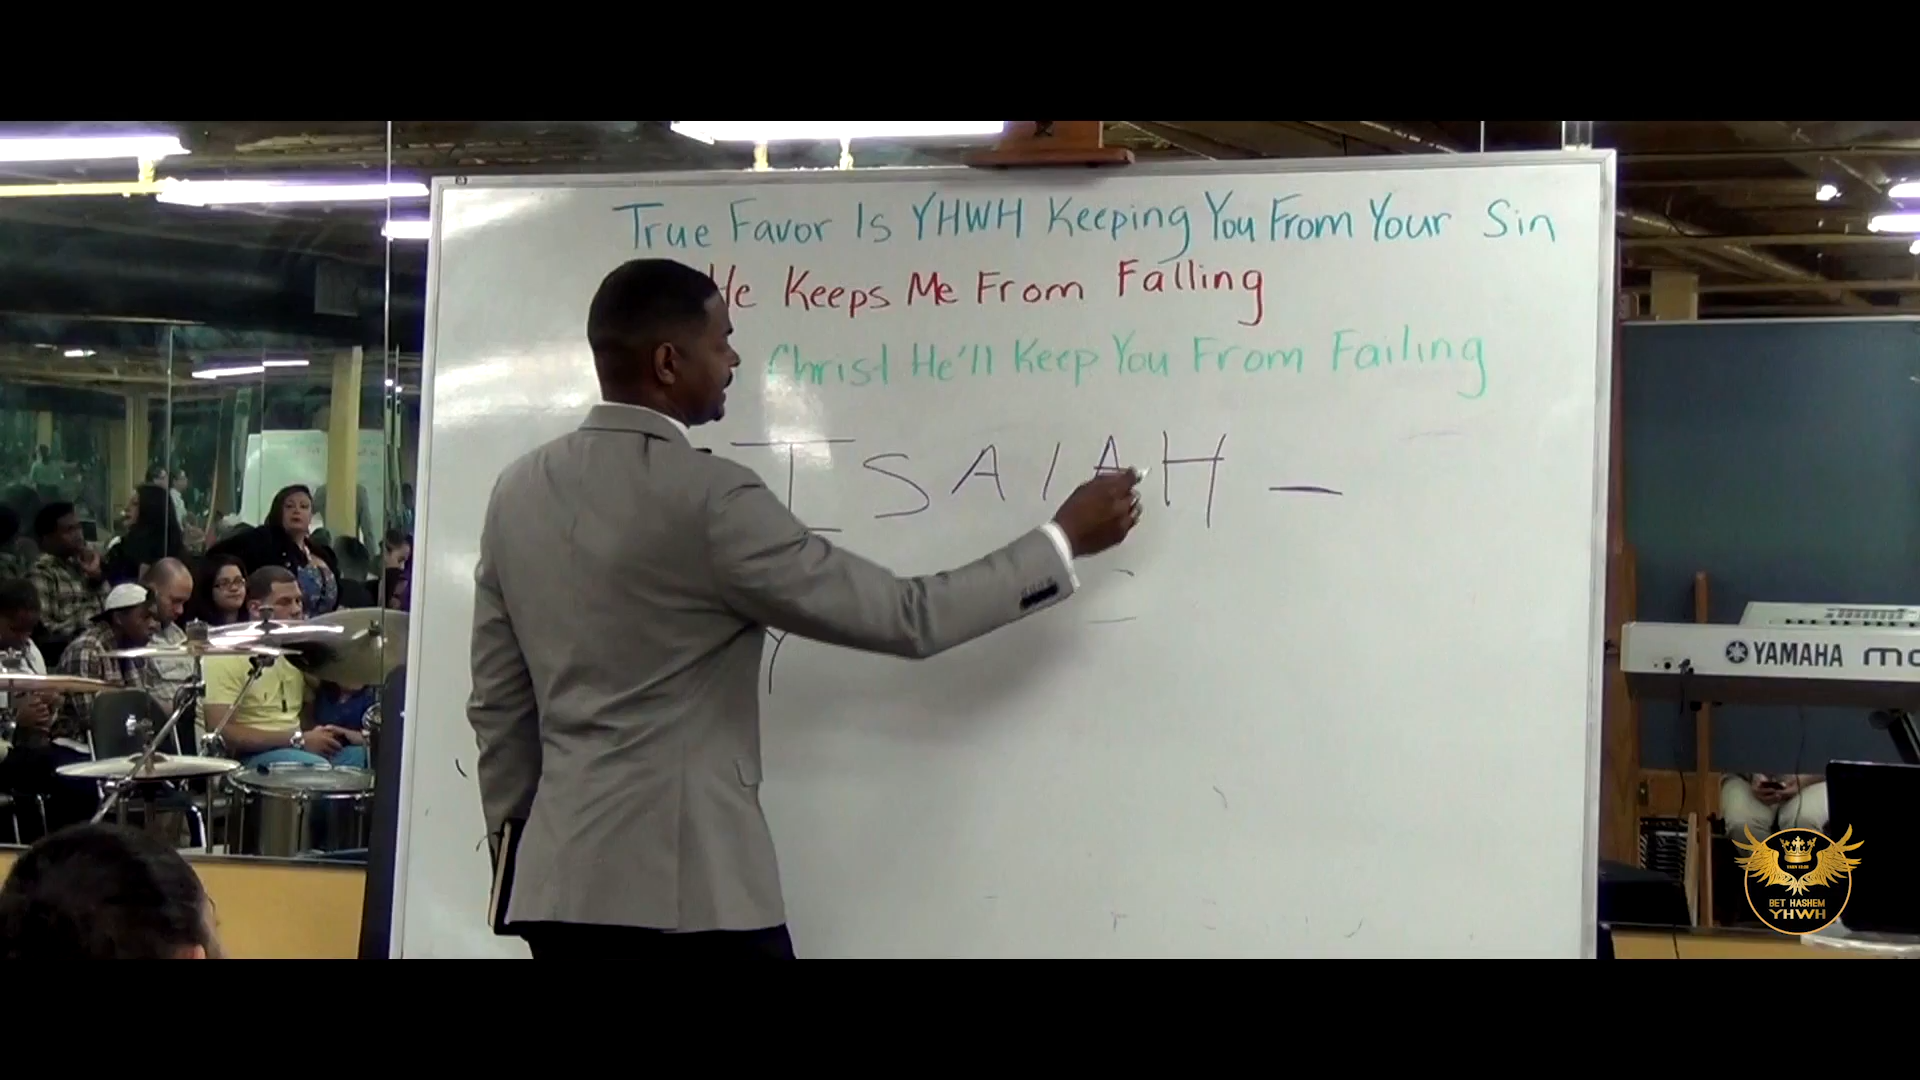 True Favor Is YHWH Keeping You From Your Sin
He Keeps Me From Falling
Christ He'll Keep You From Failing
ISAIAH –
Y
YAMAHA mo
BET HASHEM
YHWH